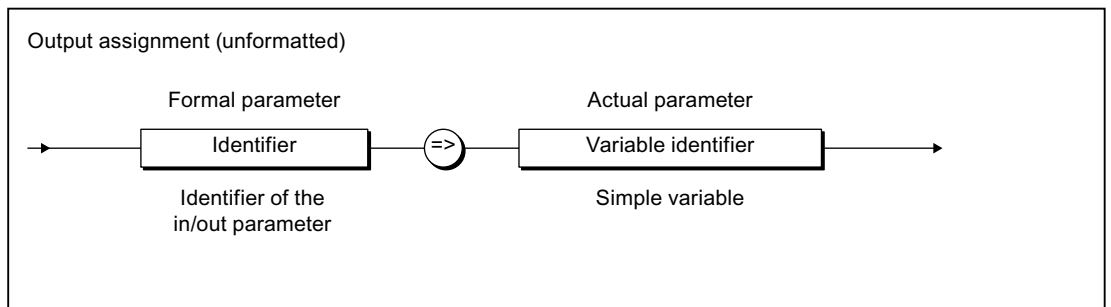 Output assignment (unformatted)
Formal parameter
Actual parameter
Identifier
=>
Variable identifier
Identifier of the
in/out parameter
Simple variable